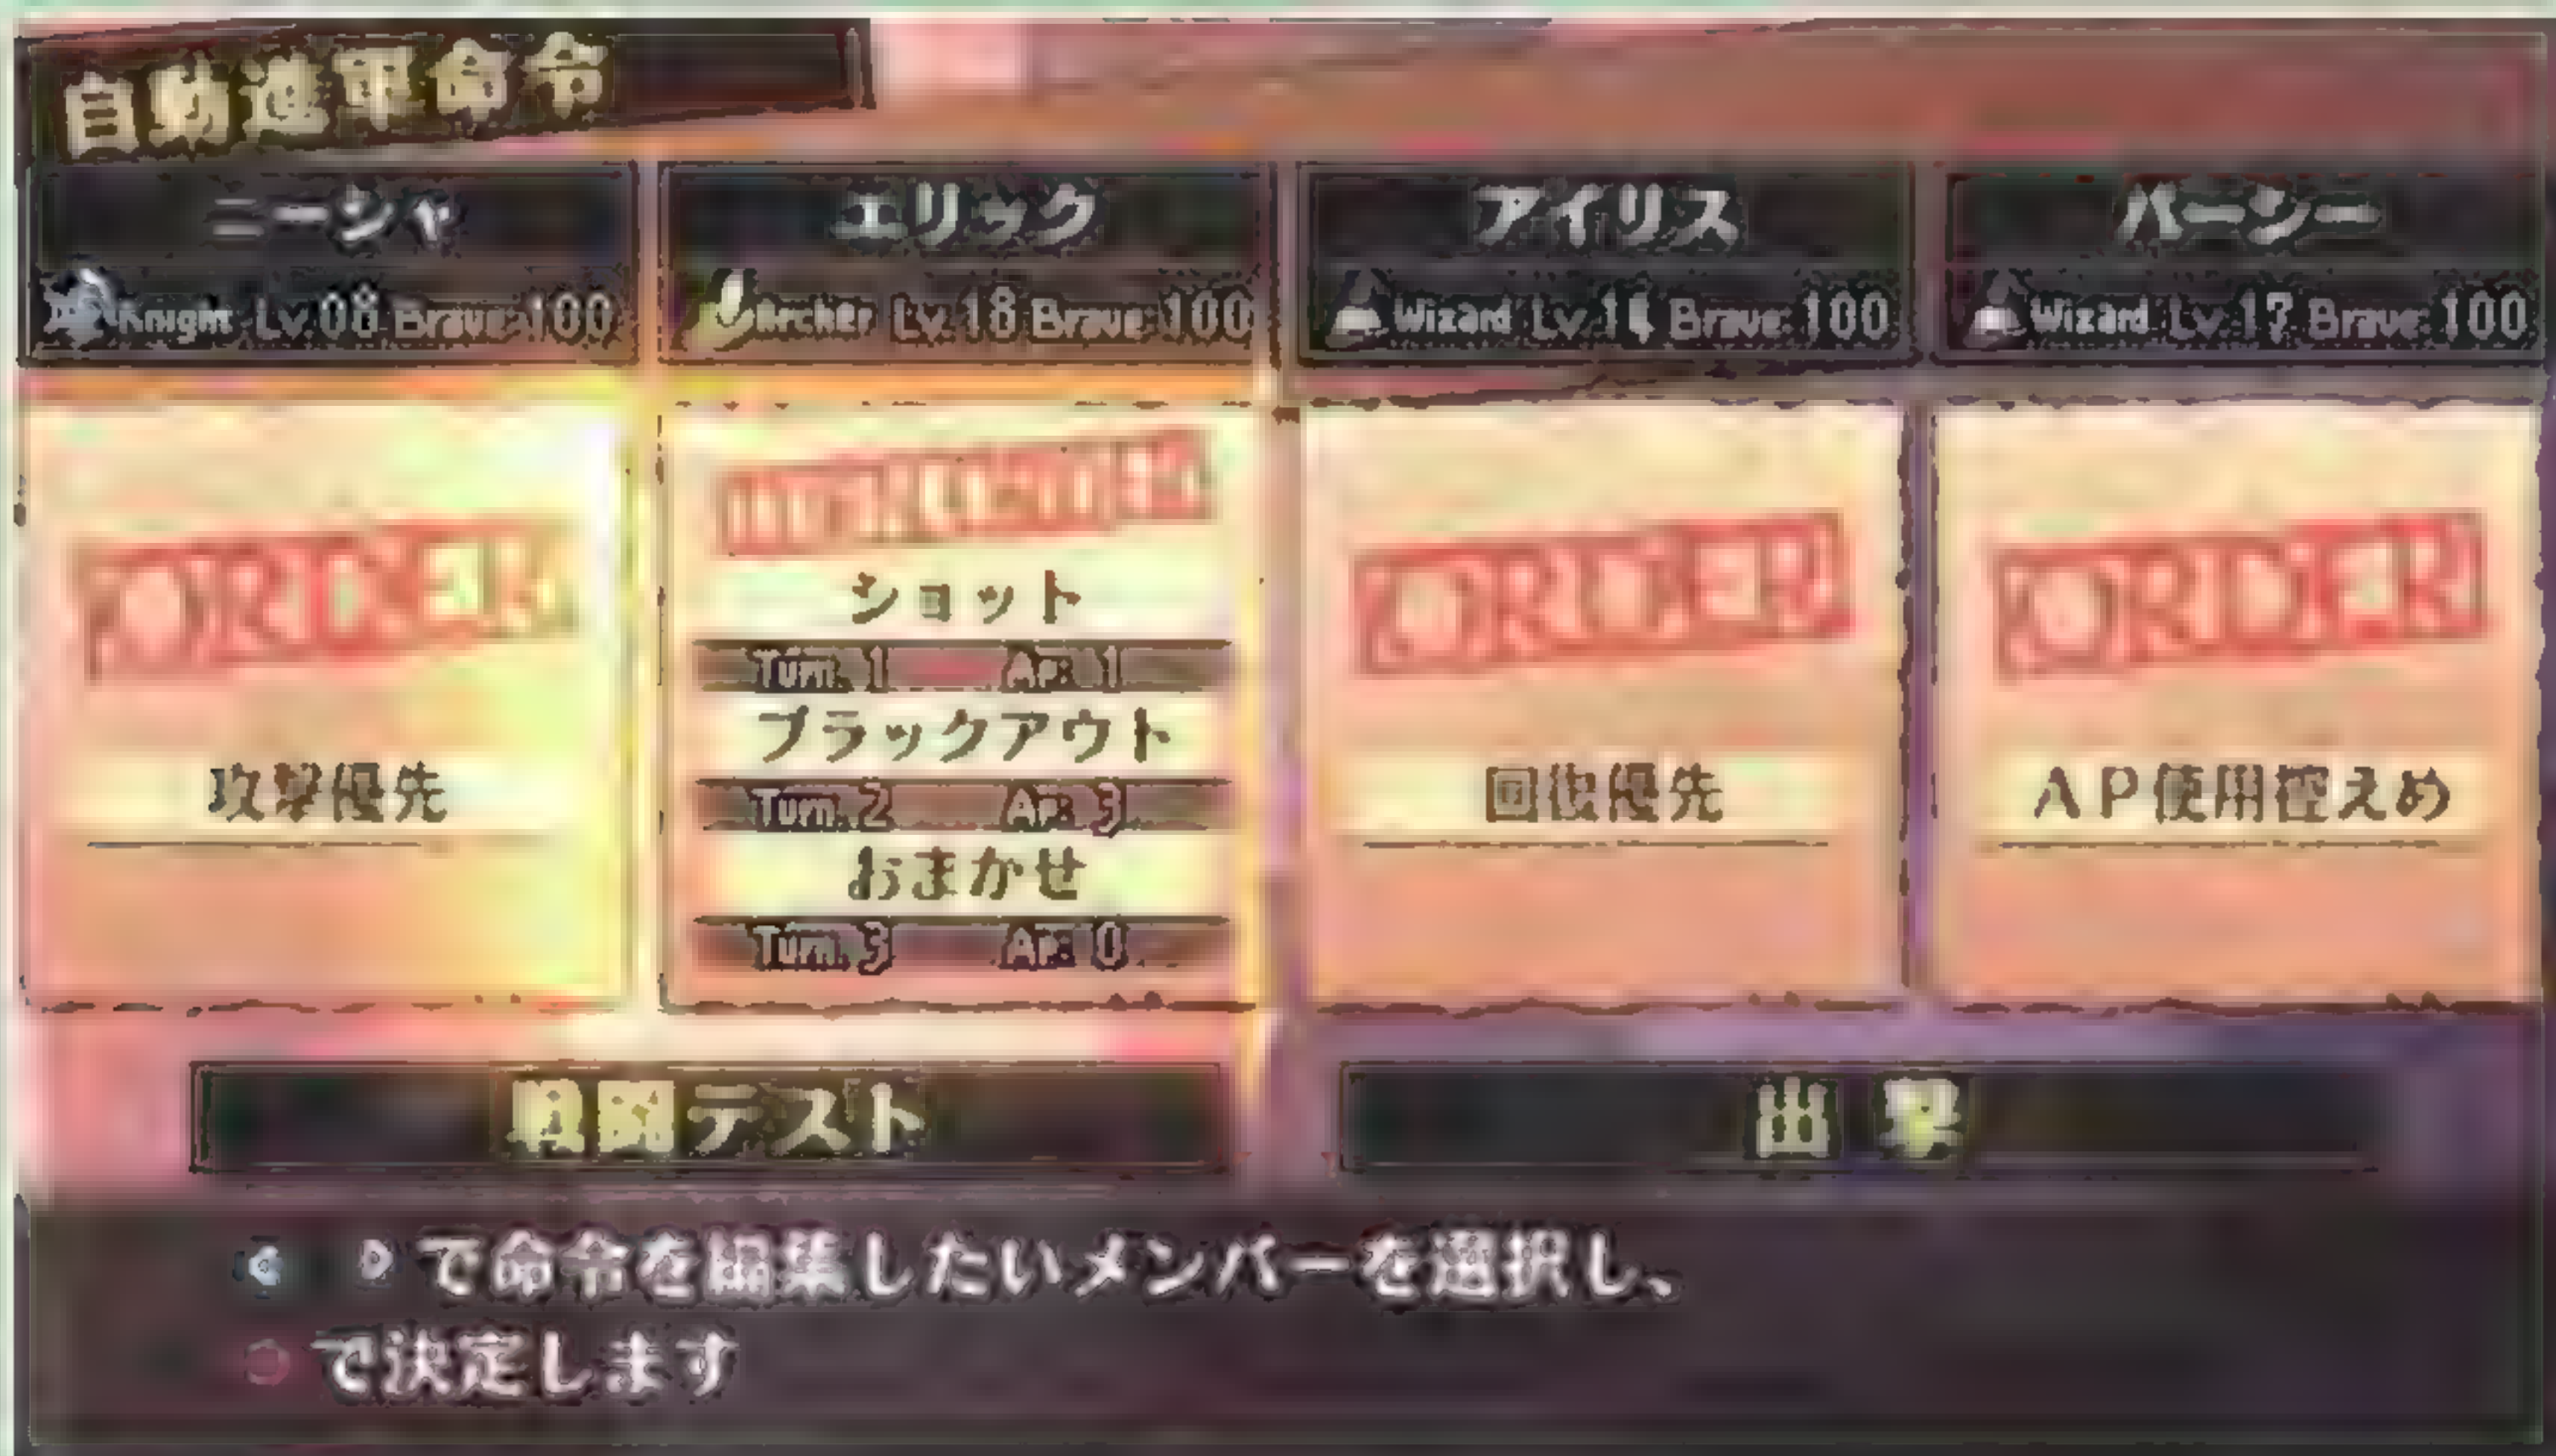 自動進軍命令
ニーシャ
Knight Lv.08 Brave:100
エリック
Archer Lv.18 Brave:100
アイリス
Wizard Lv.14 Brave:100
パーシー
Wizard Lv.17 Brave:100
ORDER
攻撃優先
ショット
Turn.1 Ap:1
ブラックアウト
Turn.2 Ap:3
おまかせ
Turn.3 Ap:0
ORDER
回復優先
ORDER
AP使用控えめ
戦闘テスト
出撃
で命令を編集したいメンバーを選択し、
で決定します